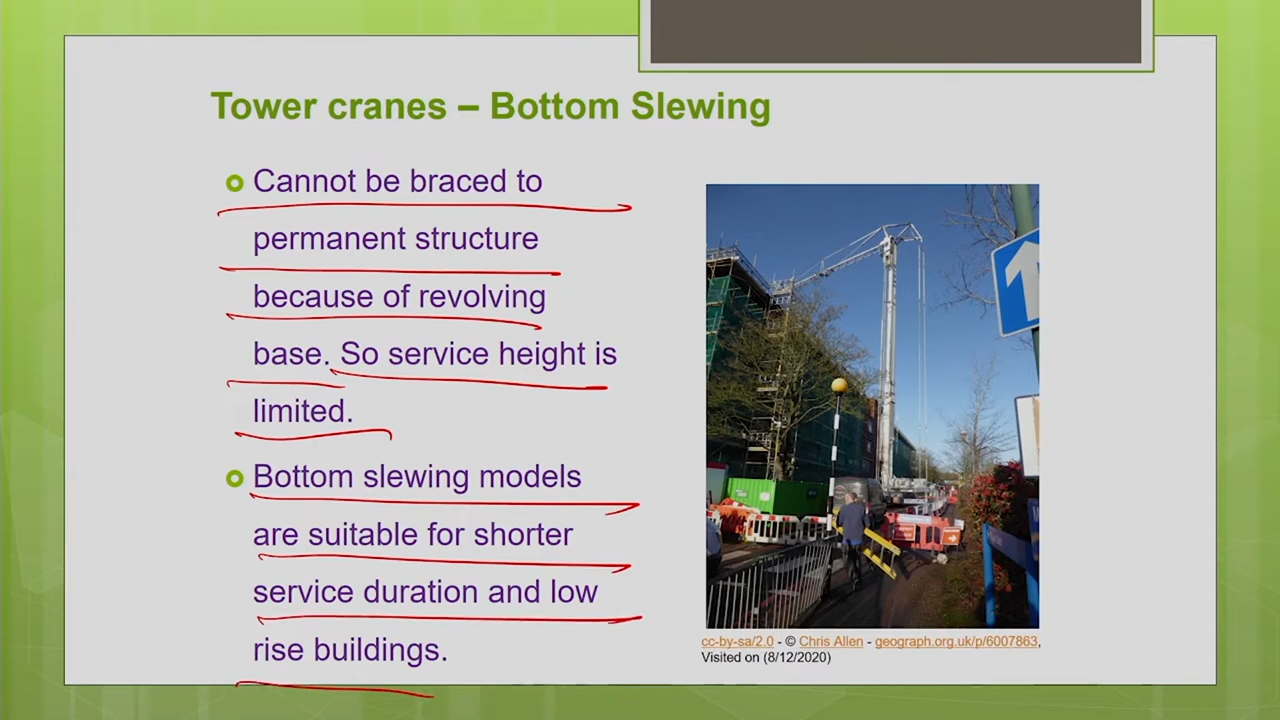 Tower cranes – Bottom Slewing
Cannot be braced to
permanent structure
because of revolving
base. So service height is
limited.
Bottom slewing models
are suitable for shorter
service duration and low
rise buildings.
cc-by-sa/2.0 - © Chris Allen - geograph.org.uk/p/6007863,
Visited on (8/12/2020)